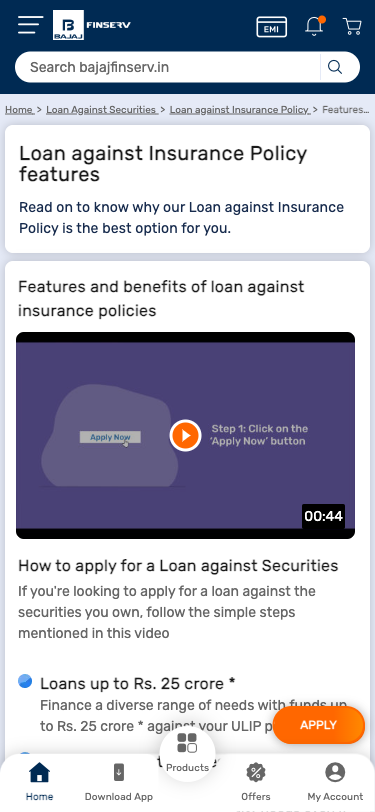 BAJAJ
FINSERV
EMI
Search bajajfinserv.in
Home > Loan Against Securities > Loan against Insurance Policy > Features...
Loan against Insurance Policy
features
Read on to know why our Loan against Insurance
Policy is the best option for you.
Features and benefits of loan against
insurance policies
Apply Now
Step 1: Click on the
'Apply Now' button
00:44
How to apply for a Loan against Securities
If you're looking to apply for a loan against the
securities you own, follow the simple steps
mentioned in this video
Loans up to Rs. 25 crore *
Finance a diverse range of needs with funds up
to Rs. 25 crore * against your ULIP
APPLY
Home
Download App
Products
Offers
My Account